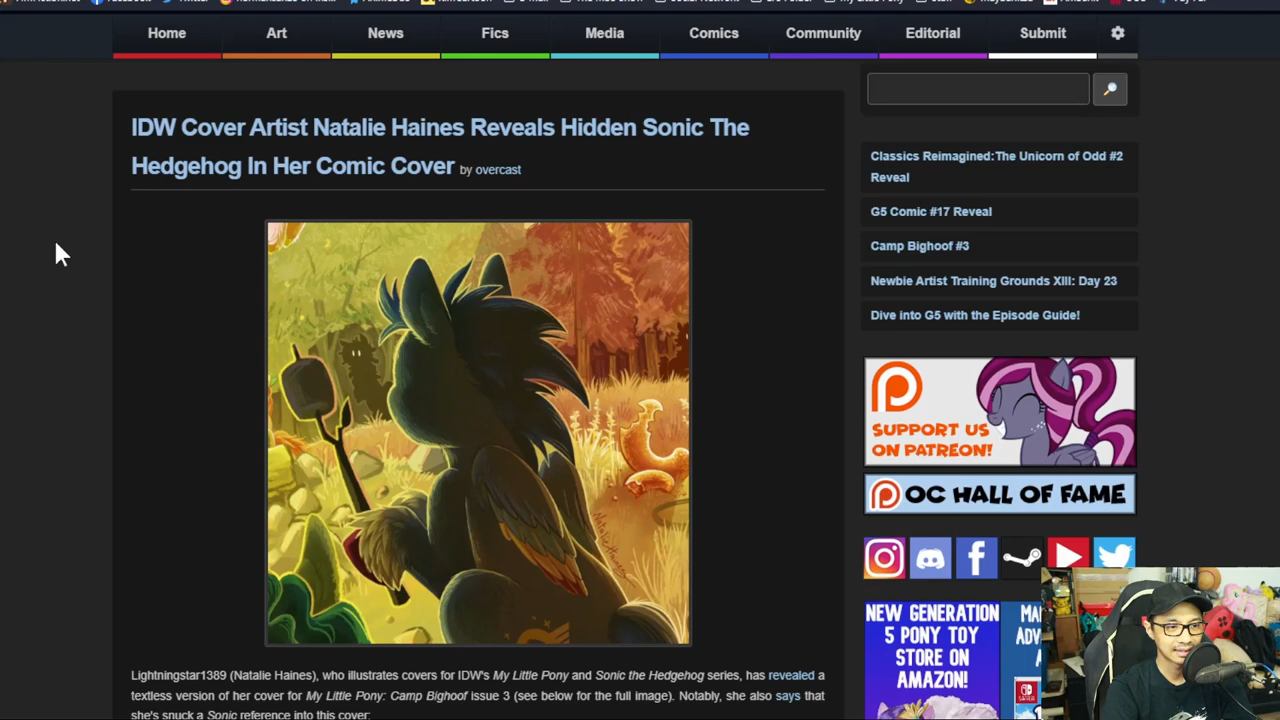 Home Art News Fics Media Comics Community Editorial Submit
IDW Cover Artist Natalie Haines Reveals Hidden Sonic The
Hedgehog In Her Comic Cover by overcast
Lightningstar1389 (Natalie Haines), who illustrates covers for IDW's My Little Pony and Sonic the Hedgehog series, has revealed a
textless version of her cover for My Little Pony: Camp Bighoof issue 3 (see below for the full image). Notably, she also says that
she's snuck a Sonic reference into this cover:
Classics Reimagined:The Unicorn of Odd #2
Reveal
G5 Comic #17 Reveal
Camp Bighoof #3
Newbie Artist Training Grounds XIII: Day 23
Dive into G5 with the Episode Guide!
SUPPORT US
ON PATREON!
OC HALL OF FAME
NEW GENERATION
5 PONY TOY
STORE ON
AMAZON!